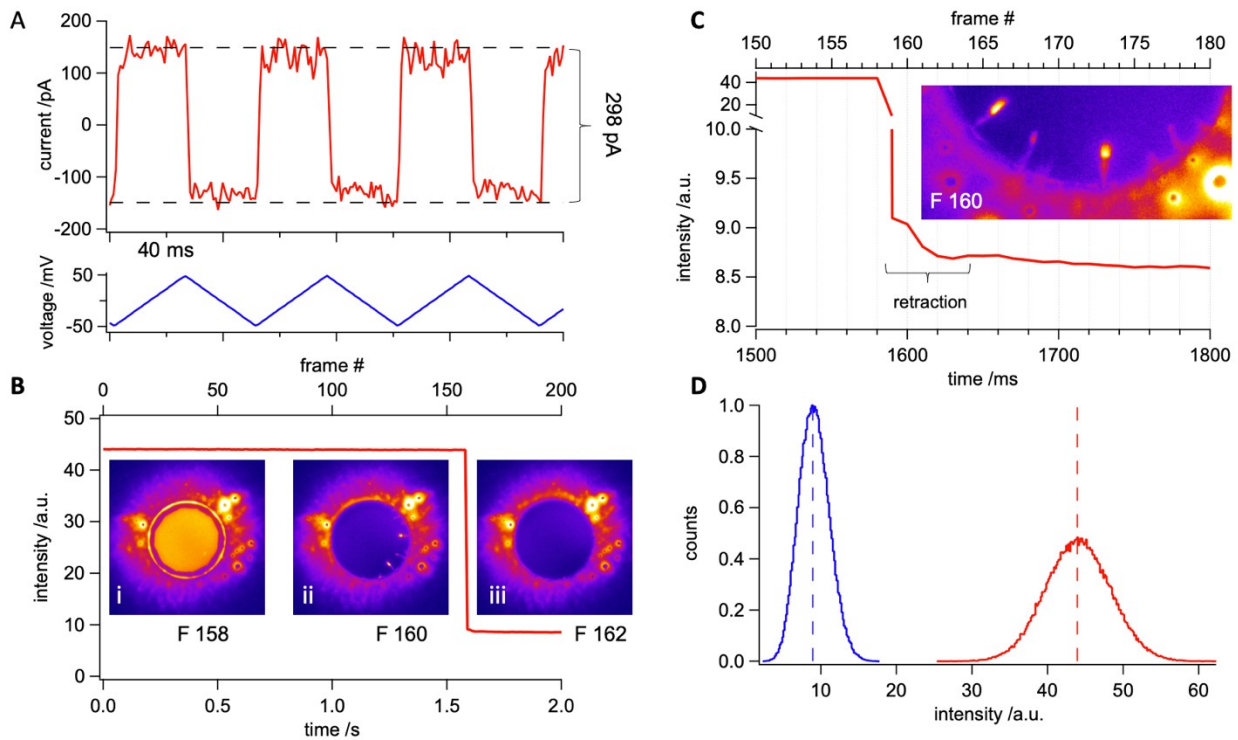 A
200
100
0
-100
-200
current /pA
298 pA
40 ms
50
-50
voltage /mV
B
frame #
0 50 100 150 200
50
40
30
20
10
0
intensity /a.u.
i
ii
iii
F 158
F 160
F 162
0.0 0.5 1.0 1.5 2.0
time /s
C
frame #
150 155 159 160 165 170 175 180
40
20
10.0
9.5
9.0
8.5
8.0
intensity /a.u.
F 160
retraction
1500 1600 1700 1800
time /ms
D
1.0
0.8
0.6
0.4
0.2
0.0
counts
10 20 30 40 50 60
intensity /a.u.